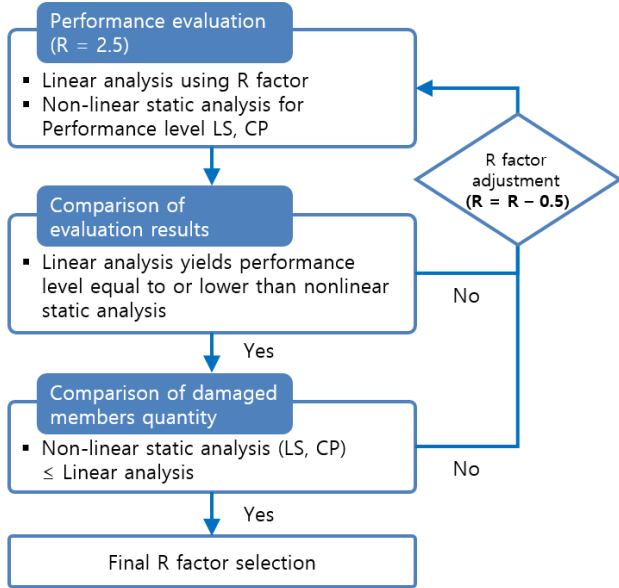 Performance evaluation
(R = 2.5)
▪ Linear analysis using R factor
▪ Non-linear static analysis for
Performance level LS, CP
R factor
adjustment
(R = R – 0.5)
Comparison of
evaluation results
▪ Linear analysis yields performance
level equal to or lower than nonlinear
static analysis
No
Yes
Comparison of damaged
members quantity
▪ Non-linear static analysis (LS, CP)
≤ Linear analysis
No
Yes
Final R factor selection